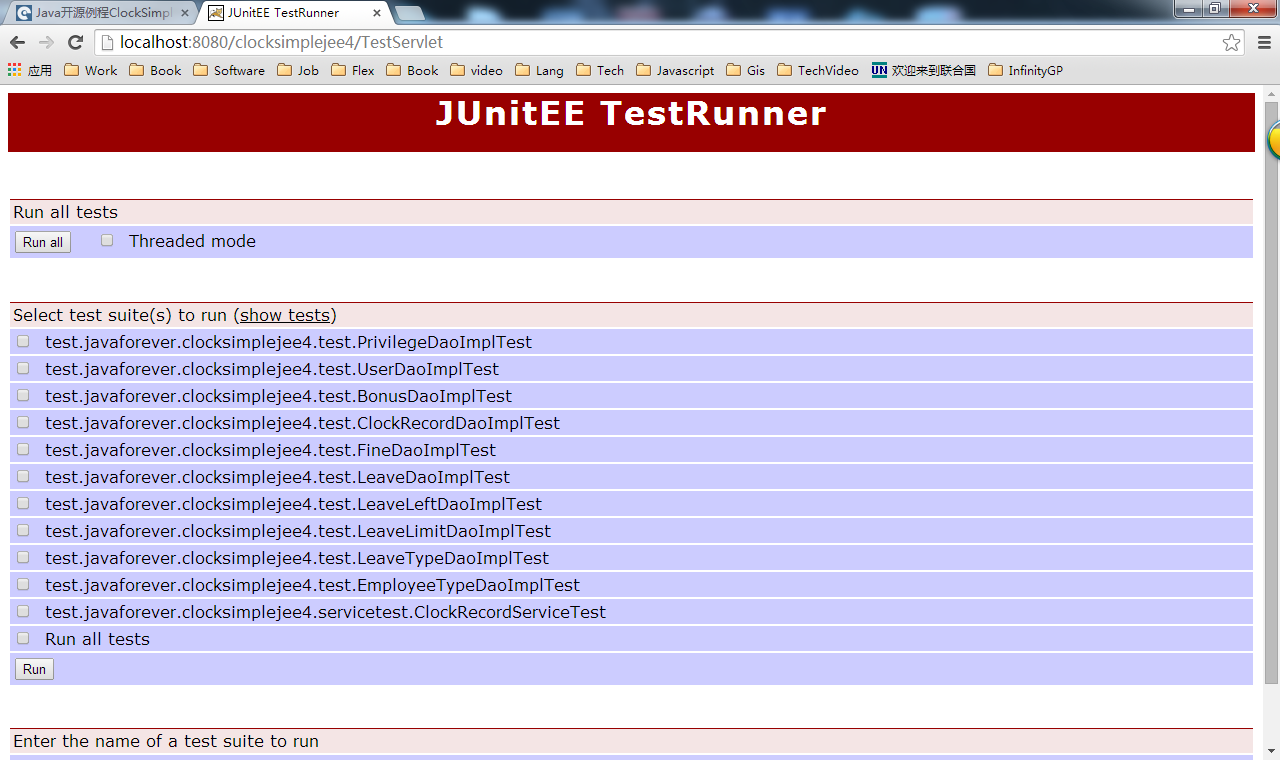 Java开源例程ClockSimpl
JUnitEE TestRunner
localhost:8080/clocksimplejee4/TestServlet
应用 Work Book Software Job Flex Book video Lang Tech Javascript Gis TechVideo UN 欢迎来到联合国 InfinityGP
JUnitEE TestRunner
Run all tests
Run all Threaded mode
Select test suite(s) to run (show tests)
test.javaforever.clocksimplejee4.test.PrivilegeDaoImplTest
test.javaforever.clocksimplejee4.test.UserDaoImplTest
test.javaforever.clocksimplejee4.test.BonusDaoImplTest
test.javaforever.clocksimplejee4.test.ClockRecordDaoImplTest
test.javaforever.clocksimplejee4.test.FineDaoImplTest
test.javaforever.clocksimplejee4.test.LeaveDaoImplTest
test.javaforever.clocksimplejee4.test.LeaveLeftDaoImplTest
test.javaforever.clocksimplejee4.test.LeaveLimitDaoImplTest
test.javaforever.clocksimplejee4.test.LeaveTypeDaoImplTest
test.javaforever.clocksimplejee4.test.EmployeeTypeDaoImplTest
test.javaforever.clocksimplejee4.servicetest.ClockRecordServiceTest
Run all tests
Run
Enter the name of a test suite to run